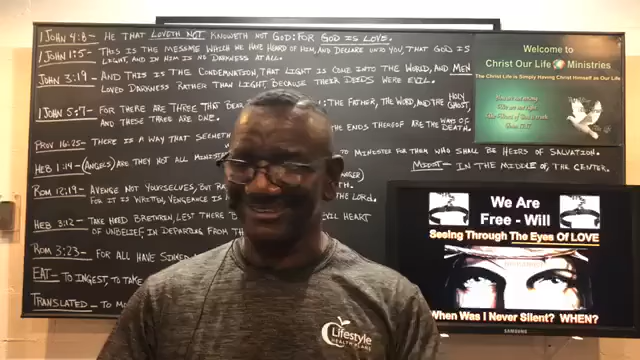 1 John 4:8 - He that loveth not knoweth not God: for God is love.
1 John 1:5 - This is the message which we have heard of him, and declare unto you, that God is
light, and in him is no darkness at all.
John 3:19 - And this is the condemnation, that light is come into the world, and men
loved darkness rather than light, because their deeds were evil.
1 John 5:7 - For there are three that bear : the Father, the Word, and the Holy
Ghost,
and these three are one.
Prov 16:25 - There is a way that seemeth the ends thereof are the ways of
death.
Heb 1:14 - (Angels) are they not all minist to minister for them who shall be heirs of salvation.
Midst - in the middle of, the center.
Rom 12:19 - Avenge not yourselves, but
for it is written, vengeance is the Lord.
Heb 3:12 - Take heed brethren, lest there b evil heart
of unbelief, in departing from th
Rom 3:23 - For all have sinned
Eat - to ingest, to take
Translated - to
Welcome to
Christ Our Life Ministries
The Christ Life is Simply Having Christ Himself as Our Life
We Are
Free - Will
Seeing Through The Eyes Of LOVE
When Was I Never Silent? WHEN?
SAMSUNG
Lifestyle
HEALTH PLANS